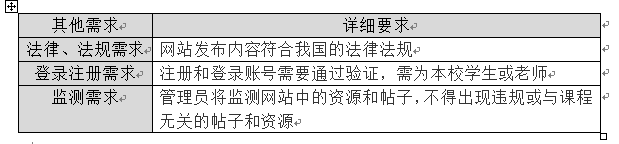 其他需求 详细要求
法律、法规需求 网站发布内容符合我国的法律法规
登录注册需求 注册和登录账号需要通过验证，需为本校学生或老师
监测需求 管理员将监测网站中的资源和帖子，不得出现违规或与课程
无关的帖子和资源